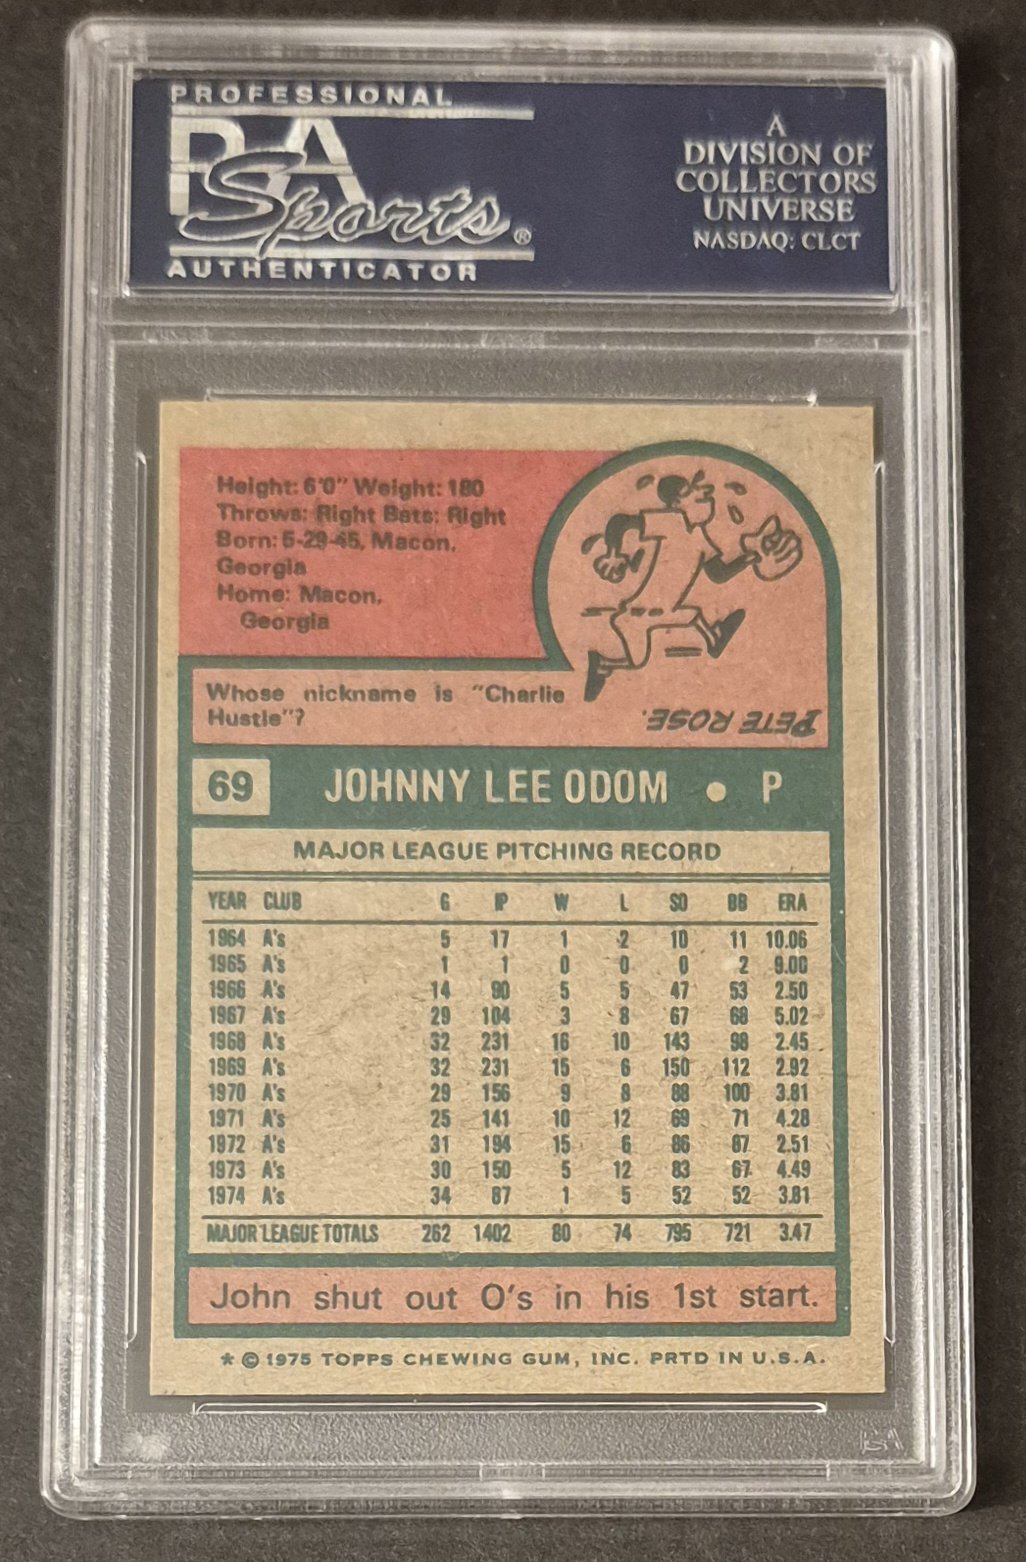 PROFESSIONAL
PSA
Sports®
AUTHENTICATOR
A
DIVISION OF
COLLECTORS
UNIVERSE
NASDAQ: CLCT
Height: 6'0" Weight: 180
Throws: Right Bats: Right
Born: 5-29-45, Macon,
Georgia
Home: Macon,
Georgia
Whose nickname is "Charlie
Hustle"?
PETE ROSE.
69 JOHNNY LEE ODOM • P
MAJOR LEAGUE PITCHING RECORD
YEAR CLUB G IP W L SO BB ERA
1964 A's 5 17 1 2 10 11 10.06
1965 A's 1 1 0 0 0 2 9.00
1966 A's 14 90 5 5 47 53 2.50
1967 A's 29 104 3 8 67 68 5.02
1968 A's 32 231 16 10 143 98 2.45
1969 A's 32 231 15 6 150 112 2.92
1970 A's 29 156 9 8 88 100 3.81
1971 A's 25 141 10 12 69 71 4.28
1972 A's 31 194 15 6 86 87 2.51
1973 A's 30 150 5 12 83 67 4.49
1974 A's 34 87 1 5 52 52 3.81
MAJOR LEAGUE TOTALS 262 1402 80 74 795 721 3.47
John shut out O's in his 1st start.
* © 1975 TOPPS CHEWING GUM, INC. PRTD IN U.S.A.